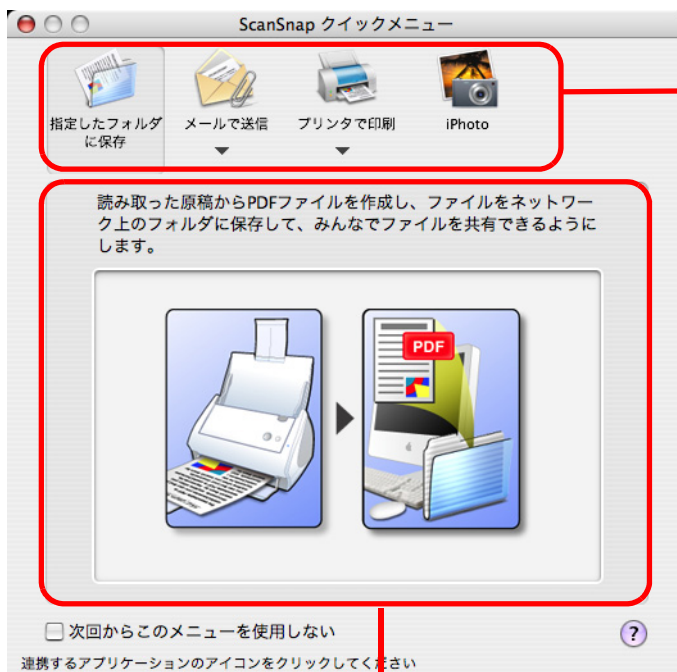 ScanSnap クイックメニュー
指定したフォルダ
に保存
メールで送信
プリンタで印刷
iPhoto
読み取った原稿からPDFファイルを作成し、ファイルをネットワー
ク上のフォルダに保存して、みんなでファイルを共有できるように
します。
PDF
次回からこのメニューを使用しない
?
連携するアプリケーションのアイコンをクリックしてください